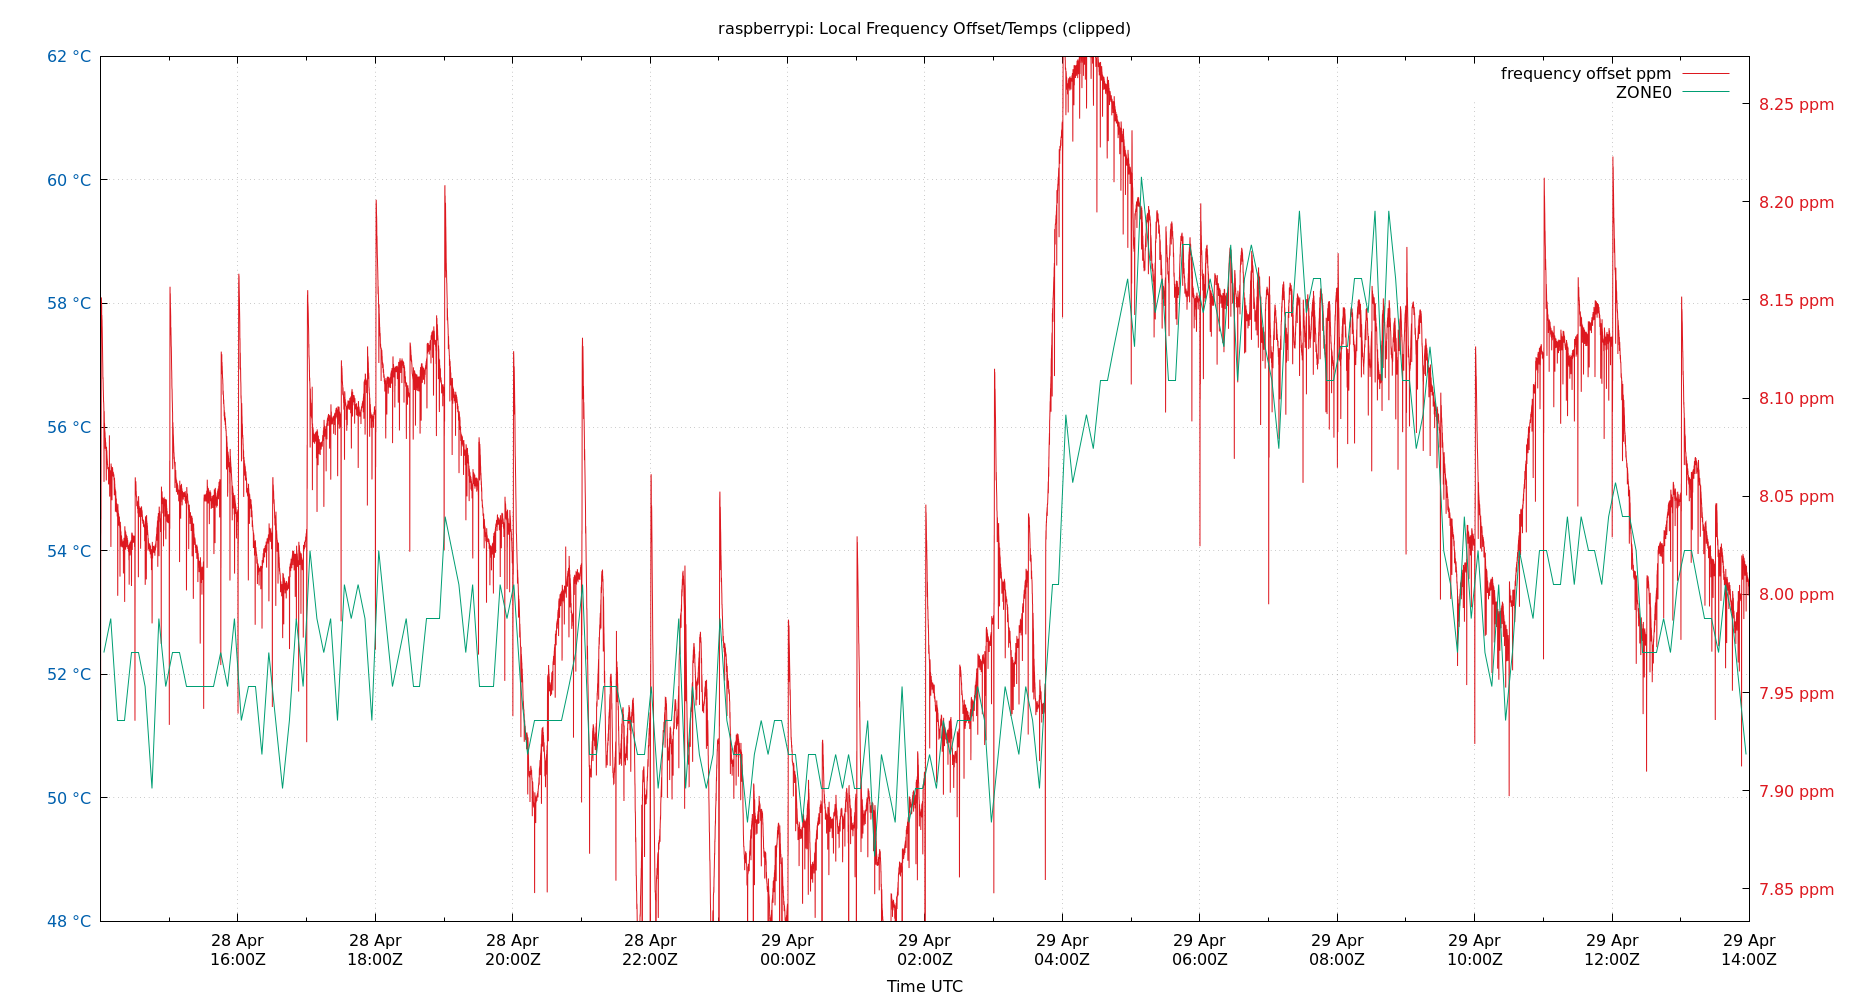 raspberrypi: Local Frequency Offset/Temps (clipped)
62 °C
60 °C
58 °C
56 °C
54 °C
52 °C
50 °C
48 °C
frequency offset ppm
ZONE0
8.25 ppm
8.20 ppm
8.15 ppm
8.10 ppm
8.05 ppm
8.00 ppm
7.95 ppm
7.90 ppm
7.85 ppm
28 Apr
16:00Z
28 Apr
18:00Z
28 Apr
20:00Z
28 Apr
22:00Z
29 Apr
00:00Z
29 Apr
02:00Z
29 Apr
04:00Z
29 Apr
06:00Z
29 Apr
08:00Z
29 Apr
10:00Z
29 Apr
12:00Z
29 Apr
14:00Z
Time UTC